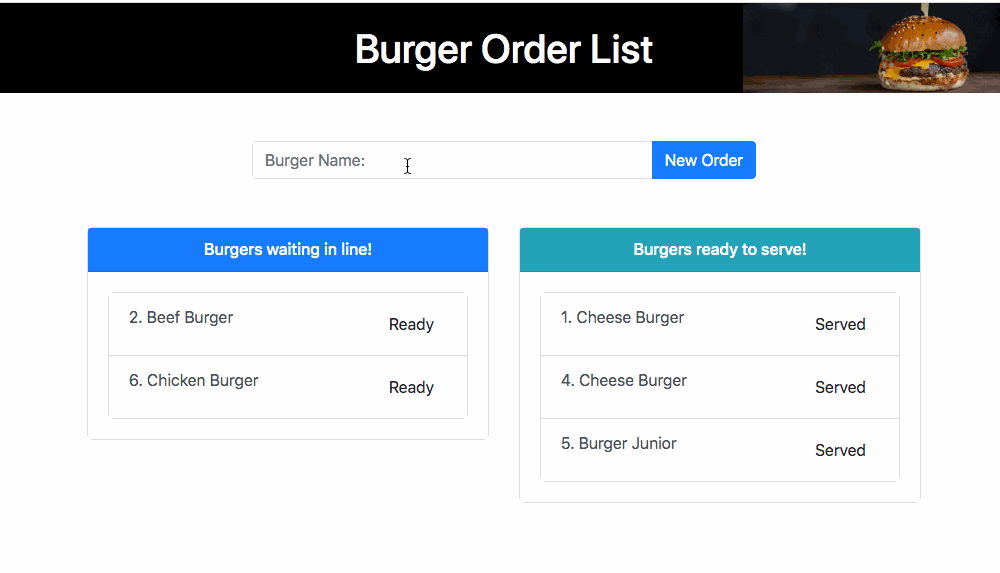 Burger Order List
Burger Name:
New Order
Burgers waiting in line!
2. Beef Burger
Ready
6. Chicken Burger
Ready
Burgers ready to serve!
1. Cheese Burger
Served
4. Cheese Burger
Served
5. Burger Junior
Served